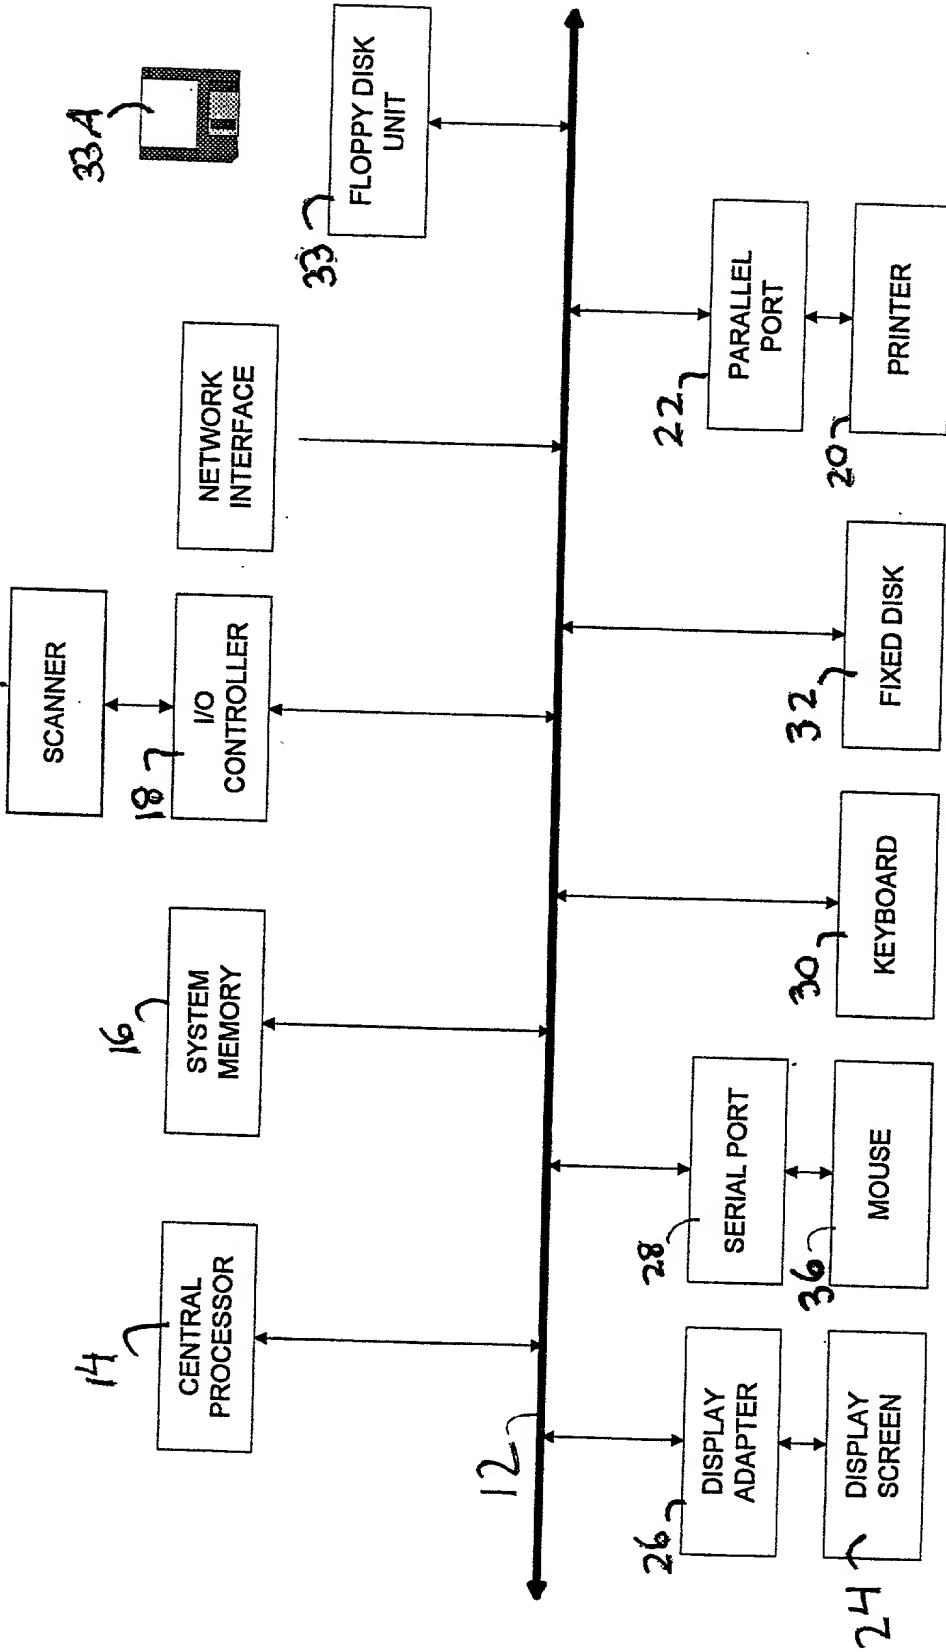 SCANNER
33A
14
CENTRAL
PROCESSOR
16
SYSTEM
MEMORY
18
I/O
CONTROLLER
NETWORK
INTERFACE
33
FLOPPY DISK
UNIT
12
26
DISPLAY
ADAPTER
28
SERIAL PORT
22
PARALLEL
PORT
24
DISPLAY
SCREEN
36
MOUSE
30
KEYBOARD
32
FIXED DISK
20
PRINTER